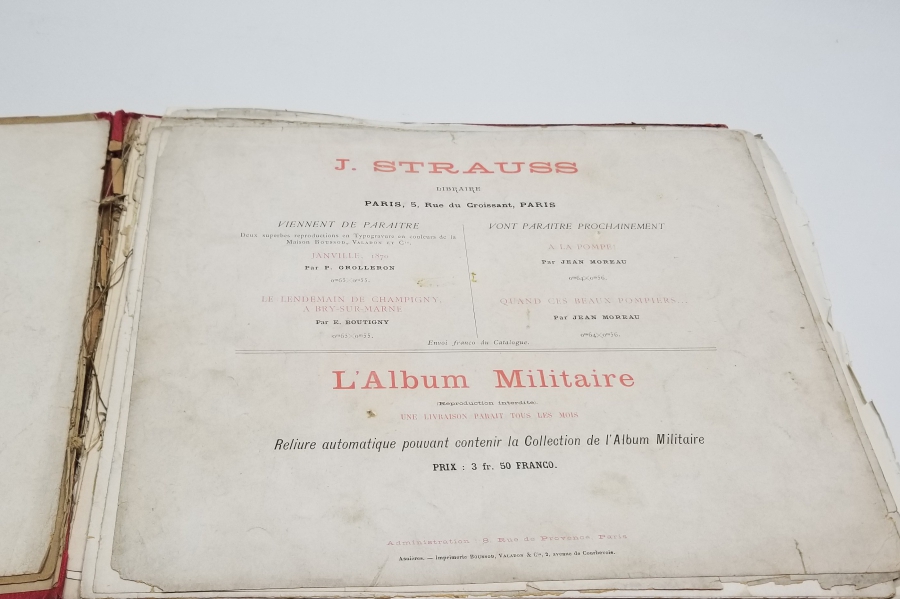 J. STRAUSS
LIBRAIRE
PARIS, 5, Rue du Croissant, PARIS
VIENNENT DE PARAITRE
Deux superbes reproductions en Typogravure en couleurs de la
Maison BOUSSOD, VALADON ET Cie.
JANVILLE, 1870
Par P. GROLLERON
LE LENDEMAIN DE CHAMPIGNY,
A BRY-SUR-MARNE
Par E. BOUTIGNY
VONT PARAITRE PROCHAINEMENT
A LA POMPE!
Par JEAN MOREAU
QUAND CES BEAUX POMPIERS...
Par JEAN MOREAU
Envoi franco du Catalogue.
L'Album Militaire
(Reproduction interdite)
UNE LIVRAISON PARAIT TOUS LES MOIS
Reliure automatique pouvant contenir la Collection de l'Album Militaire
PRIX : 3 fr. 50 FRANCO.
Administration : 8, Rue de Provence, Paris
Asnières. — Imprimerie BOUSSOD, VALADON & Cie, 2, avenue de Courbevoie.